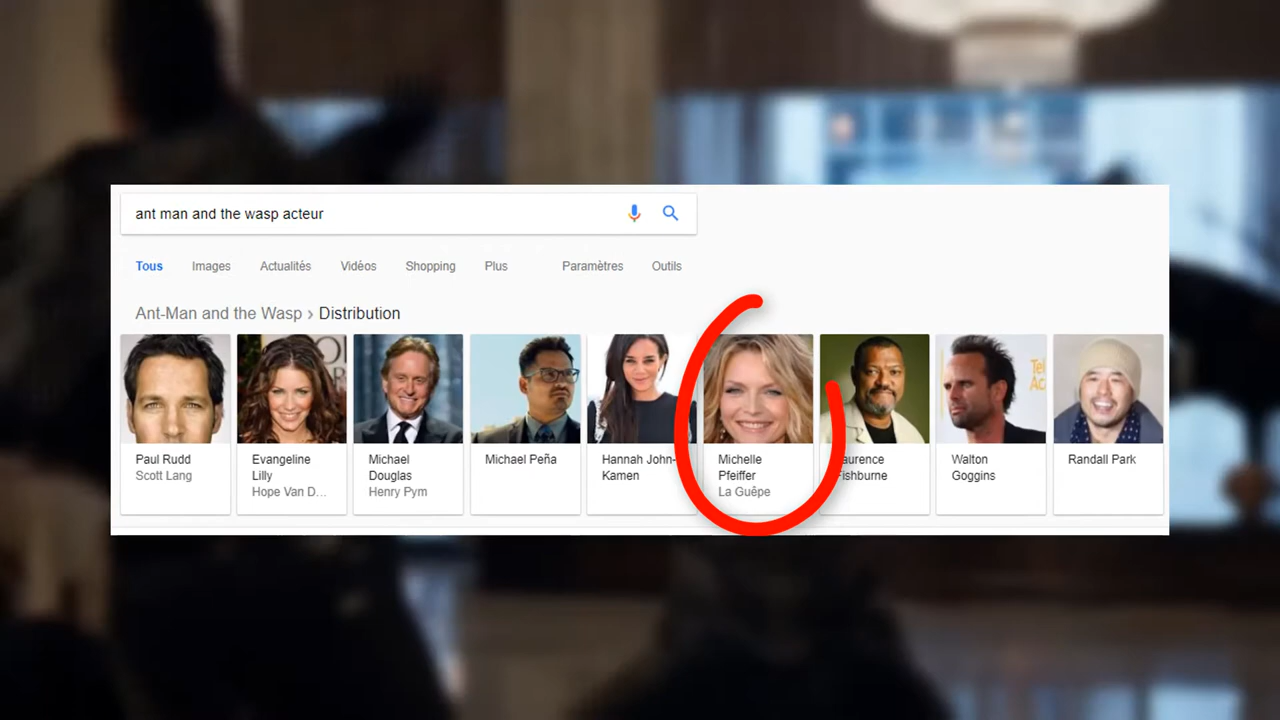 ant man and the wasp acteur
Tous Images Actualités Vidéos Shopping Plus Paramètres Outils
Ant-Man and the Wasp › Distribution
Paul Rudd
Scott Lang
Evangeline
Lilly
Hope Van D...
Michael
Douglas
Henry Pym
Michael Peña
Hannah John-
Kamen
Michelle
Pfeiffer
La Guêpe
aurence
ishburne
Walton
Goggins
Randall Park